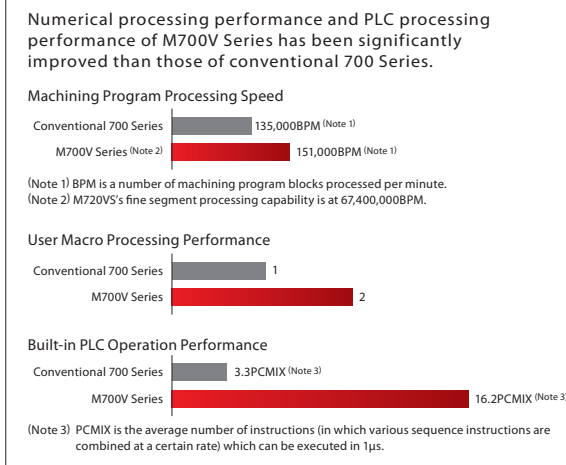 Numerical processing performance and PLC processing
performance of M700V Series has been significantly
improved than those of conventional 700 Series.
Machining Program Processing Speed
Conventional 700 Series 135,000BPM (Note 1)
M700V Series (Note 2) 151,000BPM (Note 1)
(Note 1) BPM is a number of machining program blocks processed per minute.
(Note 2) M720VS's fine segment processing capability is at 67,400,000BPM.
User Macro Processing Performance
Conventional 700 Series 1
M700V Series 2
Built-in PLC Operation Performance
Conventional 700 Series 3.3PCMIX (Note 3)
M700V Series 16.2PCMIX (Note 3)
(Note 3) PCMIX is the average number of instructions (in which various sequence instructions are
combined at a certain rate) which can be executed in 1μs.